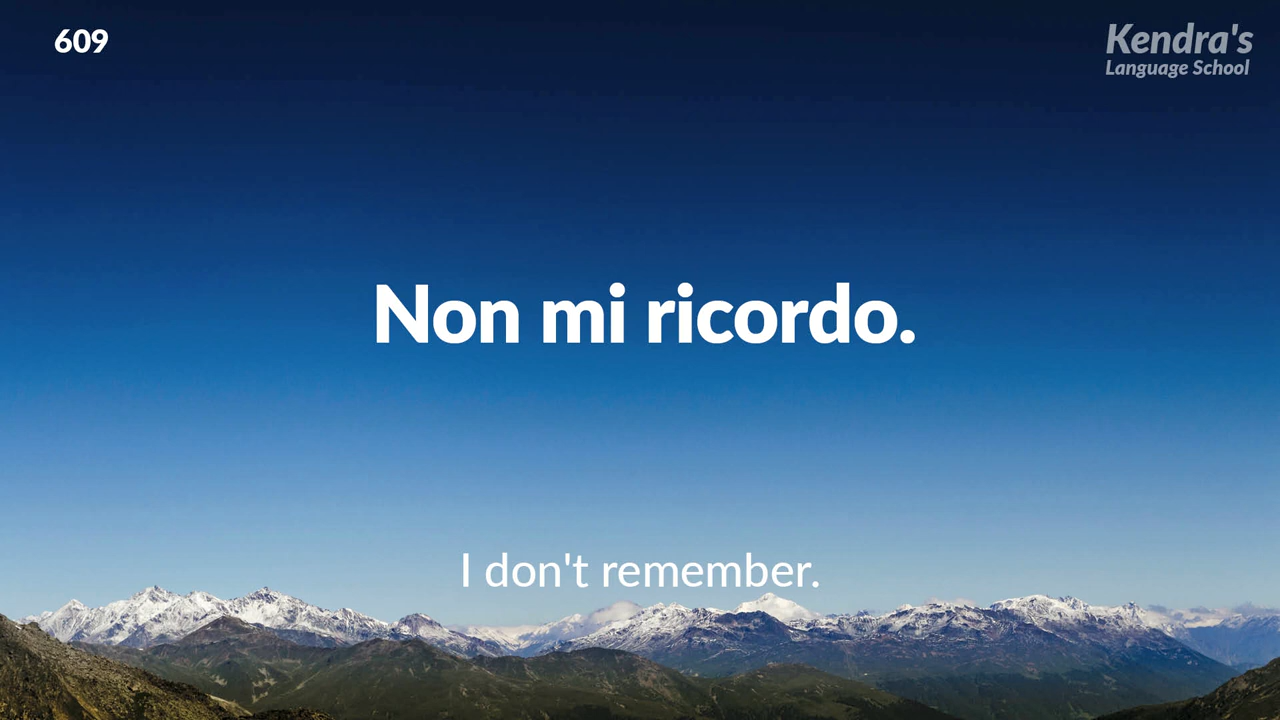 609
Kendra's
Language School
Non mi ricordo.
I don't remember.